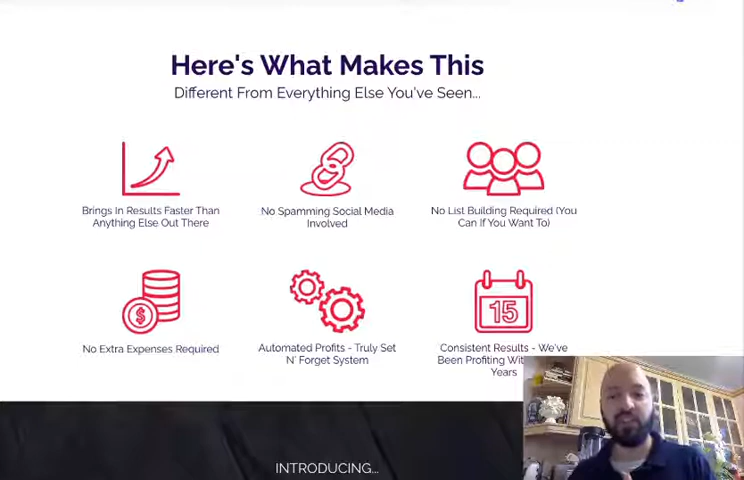 Here's What Makes This
Different From Everything Else You've Seen...
Brings In Results Faster Than
Anything Else Out There
No Spamming Social Media
Involved
No List Building Required (You
Can If You Want To)
No Extra Expenses Required
$
Automated Profits - Truly Set
N' Forget System
15
Consistent Results - We've
Been Profiting Wit
Years
INTRODUCING...